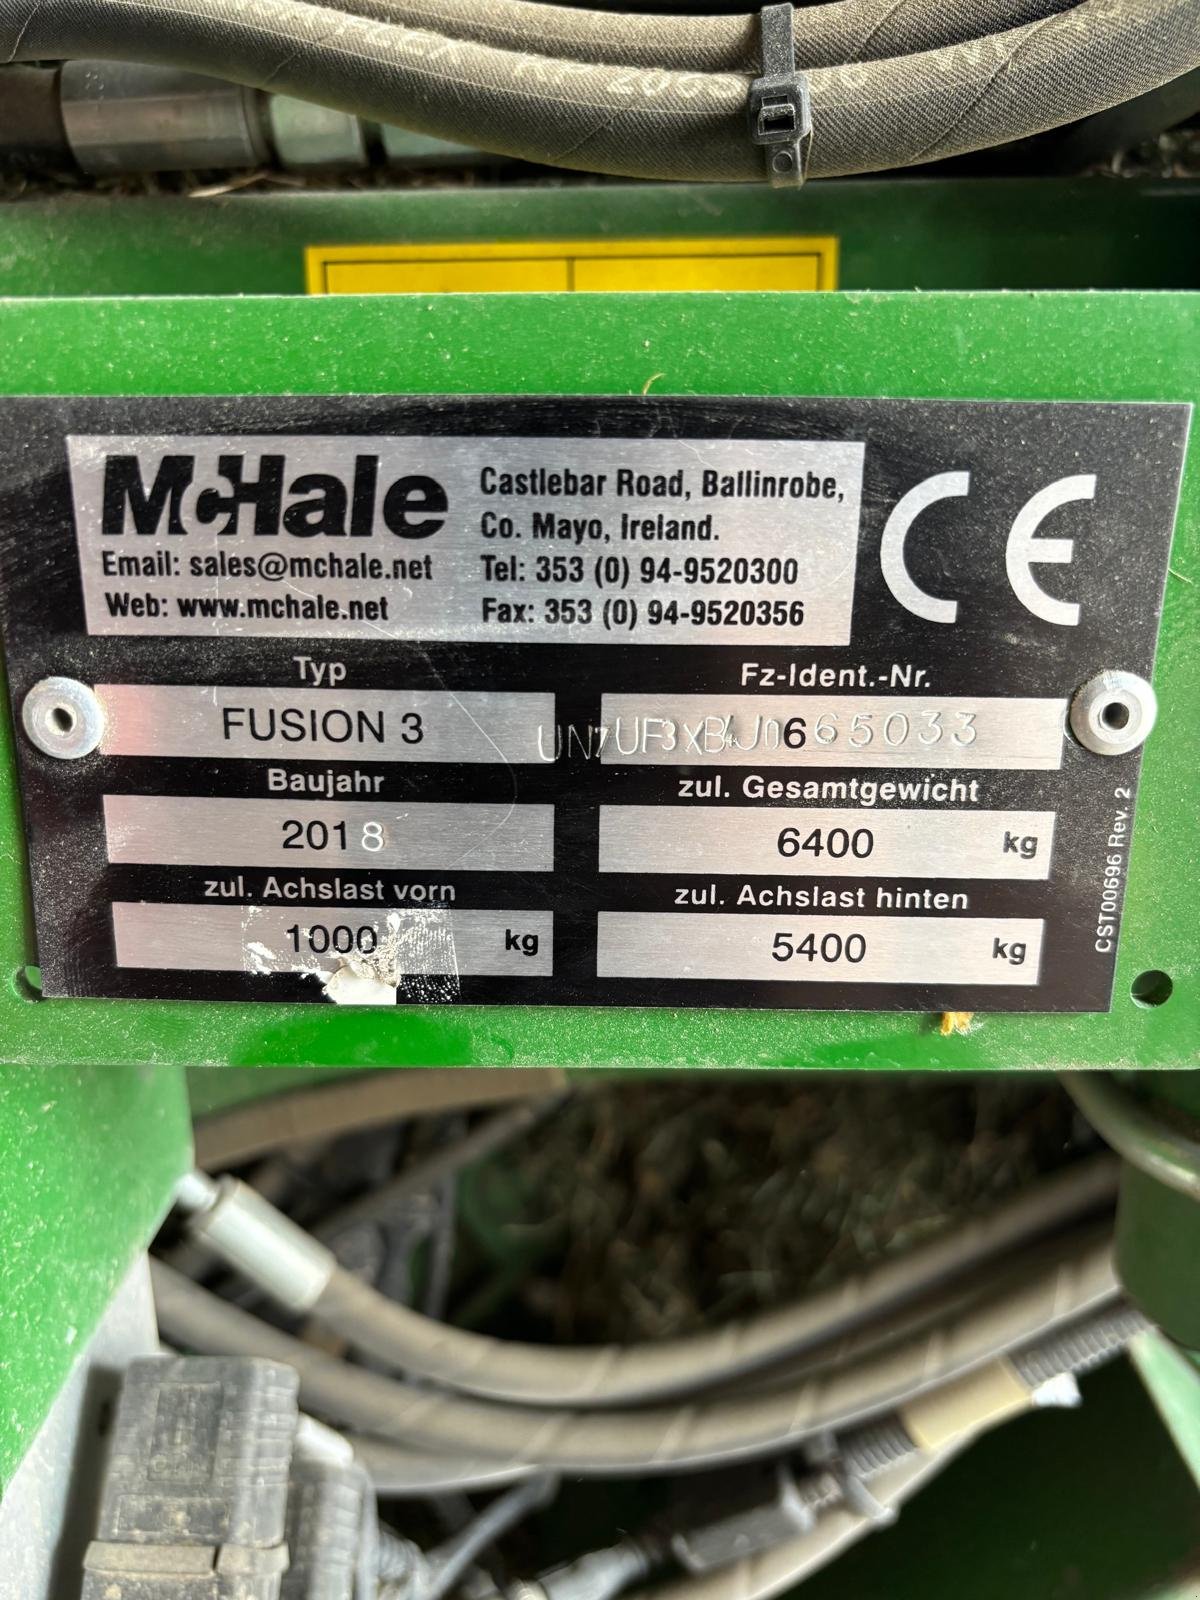 McHale
Email: sales@mchale.net
Web: www.mchale.net
Castlebar Road, Ballinrobe,
Co. Mayo, Ireland.
Tel: 353 (0) 94-9520300
Fax: 353 (0) 94-9520356
CE
Typ
FUSION 3
Fz-Ident.-Nr.
Baujahr
2018
zul. Gesamtgewicht
6400 kg
zul. Achslast vorn
1000 kg
zul. Achslast hinten
5400 kg
CST00696 Rev. 2